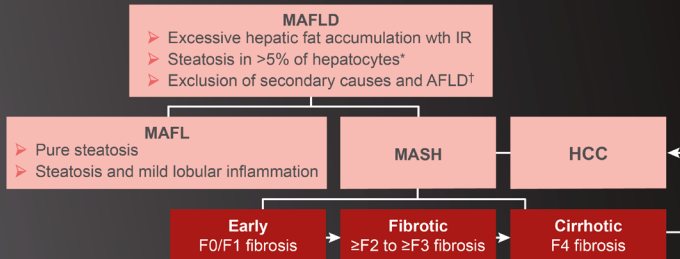 MAFLD
Excessive hepatic fat accumulation wth IR
Steatosis in >5% of hepatocytes*
Exclusion of secondary causes and AFLD†
MAFL
Pure steatosis
Steatosis and mild lobular inflammation
MASH
HCC
Early
F0/F1 fibrosis
Fibrotic
≥F2 to ≥F3 fibrosis
Cirrhotic
F4 fibrosis